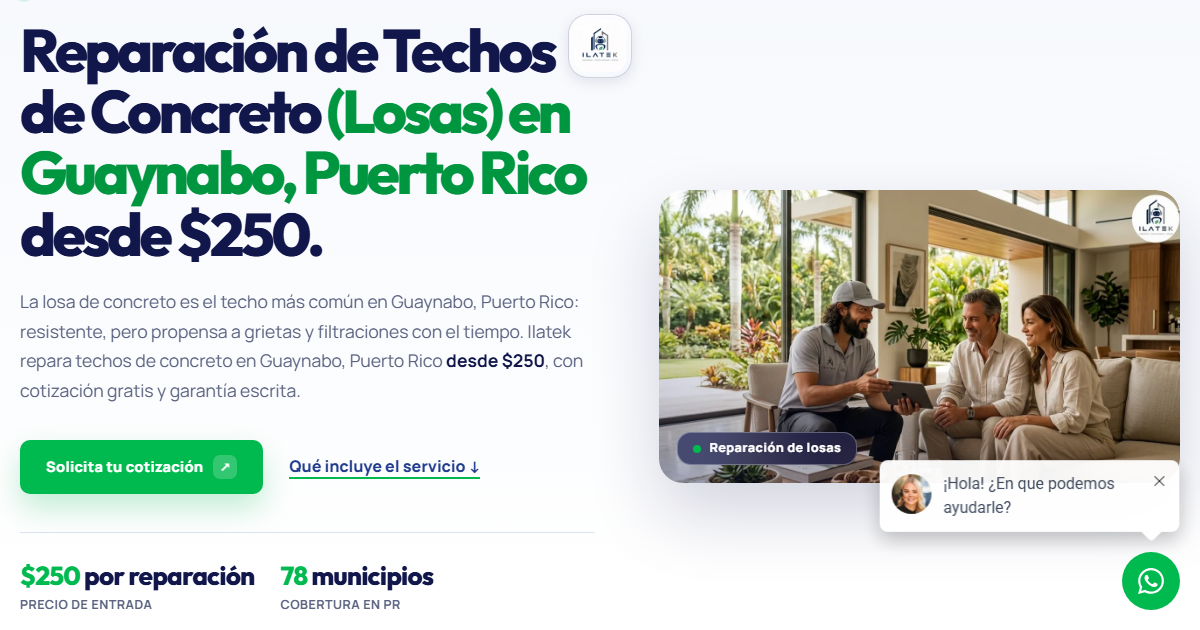 Reparación de Techos
de Concreto (Losas) en
Guaynabo, Puerto Rico
desde $250.
ILATEK
La losa de concreto es el techo más común en Guaynabo, Puerto Rico:
resistente, pero propensa a grietas y filtraciones con el tiempo. Ilatek
repara techos de concreto en Guaynabo, Puerto Rico desde $250, con
cotización gratis y garantía escrita.
Solicita tu cotización ↗
Qué incluye el servicio ↓
$250 por reparación
PRECIO DE ENTRADA
78 municipios
COBERTURA EN PR
ILATEK
Reparación de losas
¡Hola! ¿En que podemos
ayudarle?